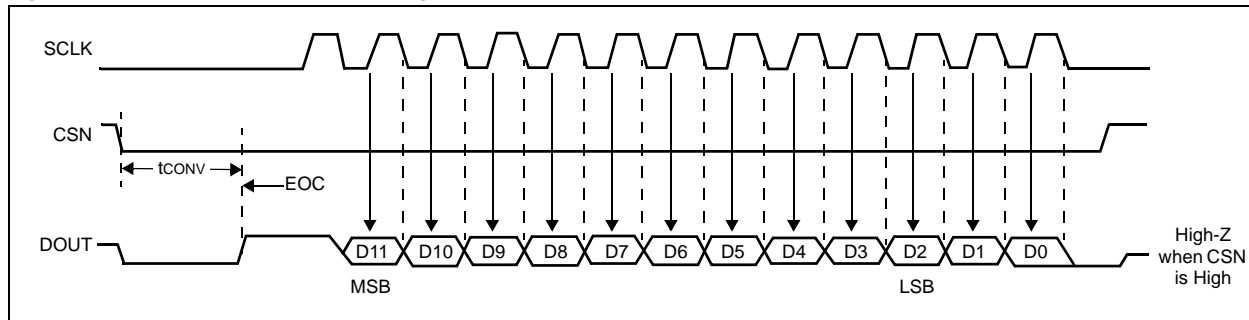 SCLK
CSN
tCONV
EOC
DOUT
D11
D10
D9
D8
D7
D6
D5
D4
D3
D2
D1
D0
MSB
LSB
High-Z
when CSN
is High